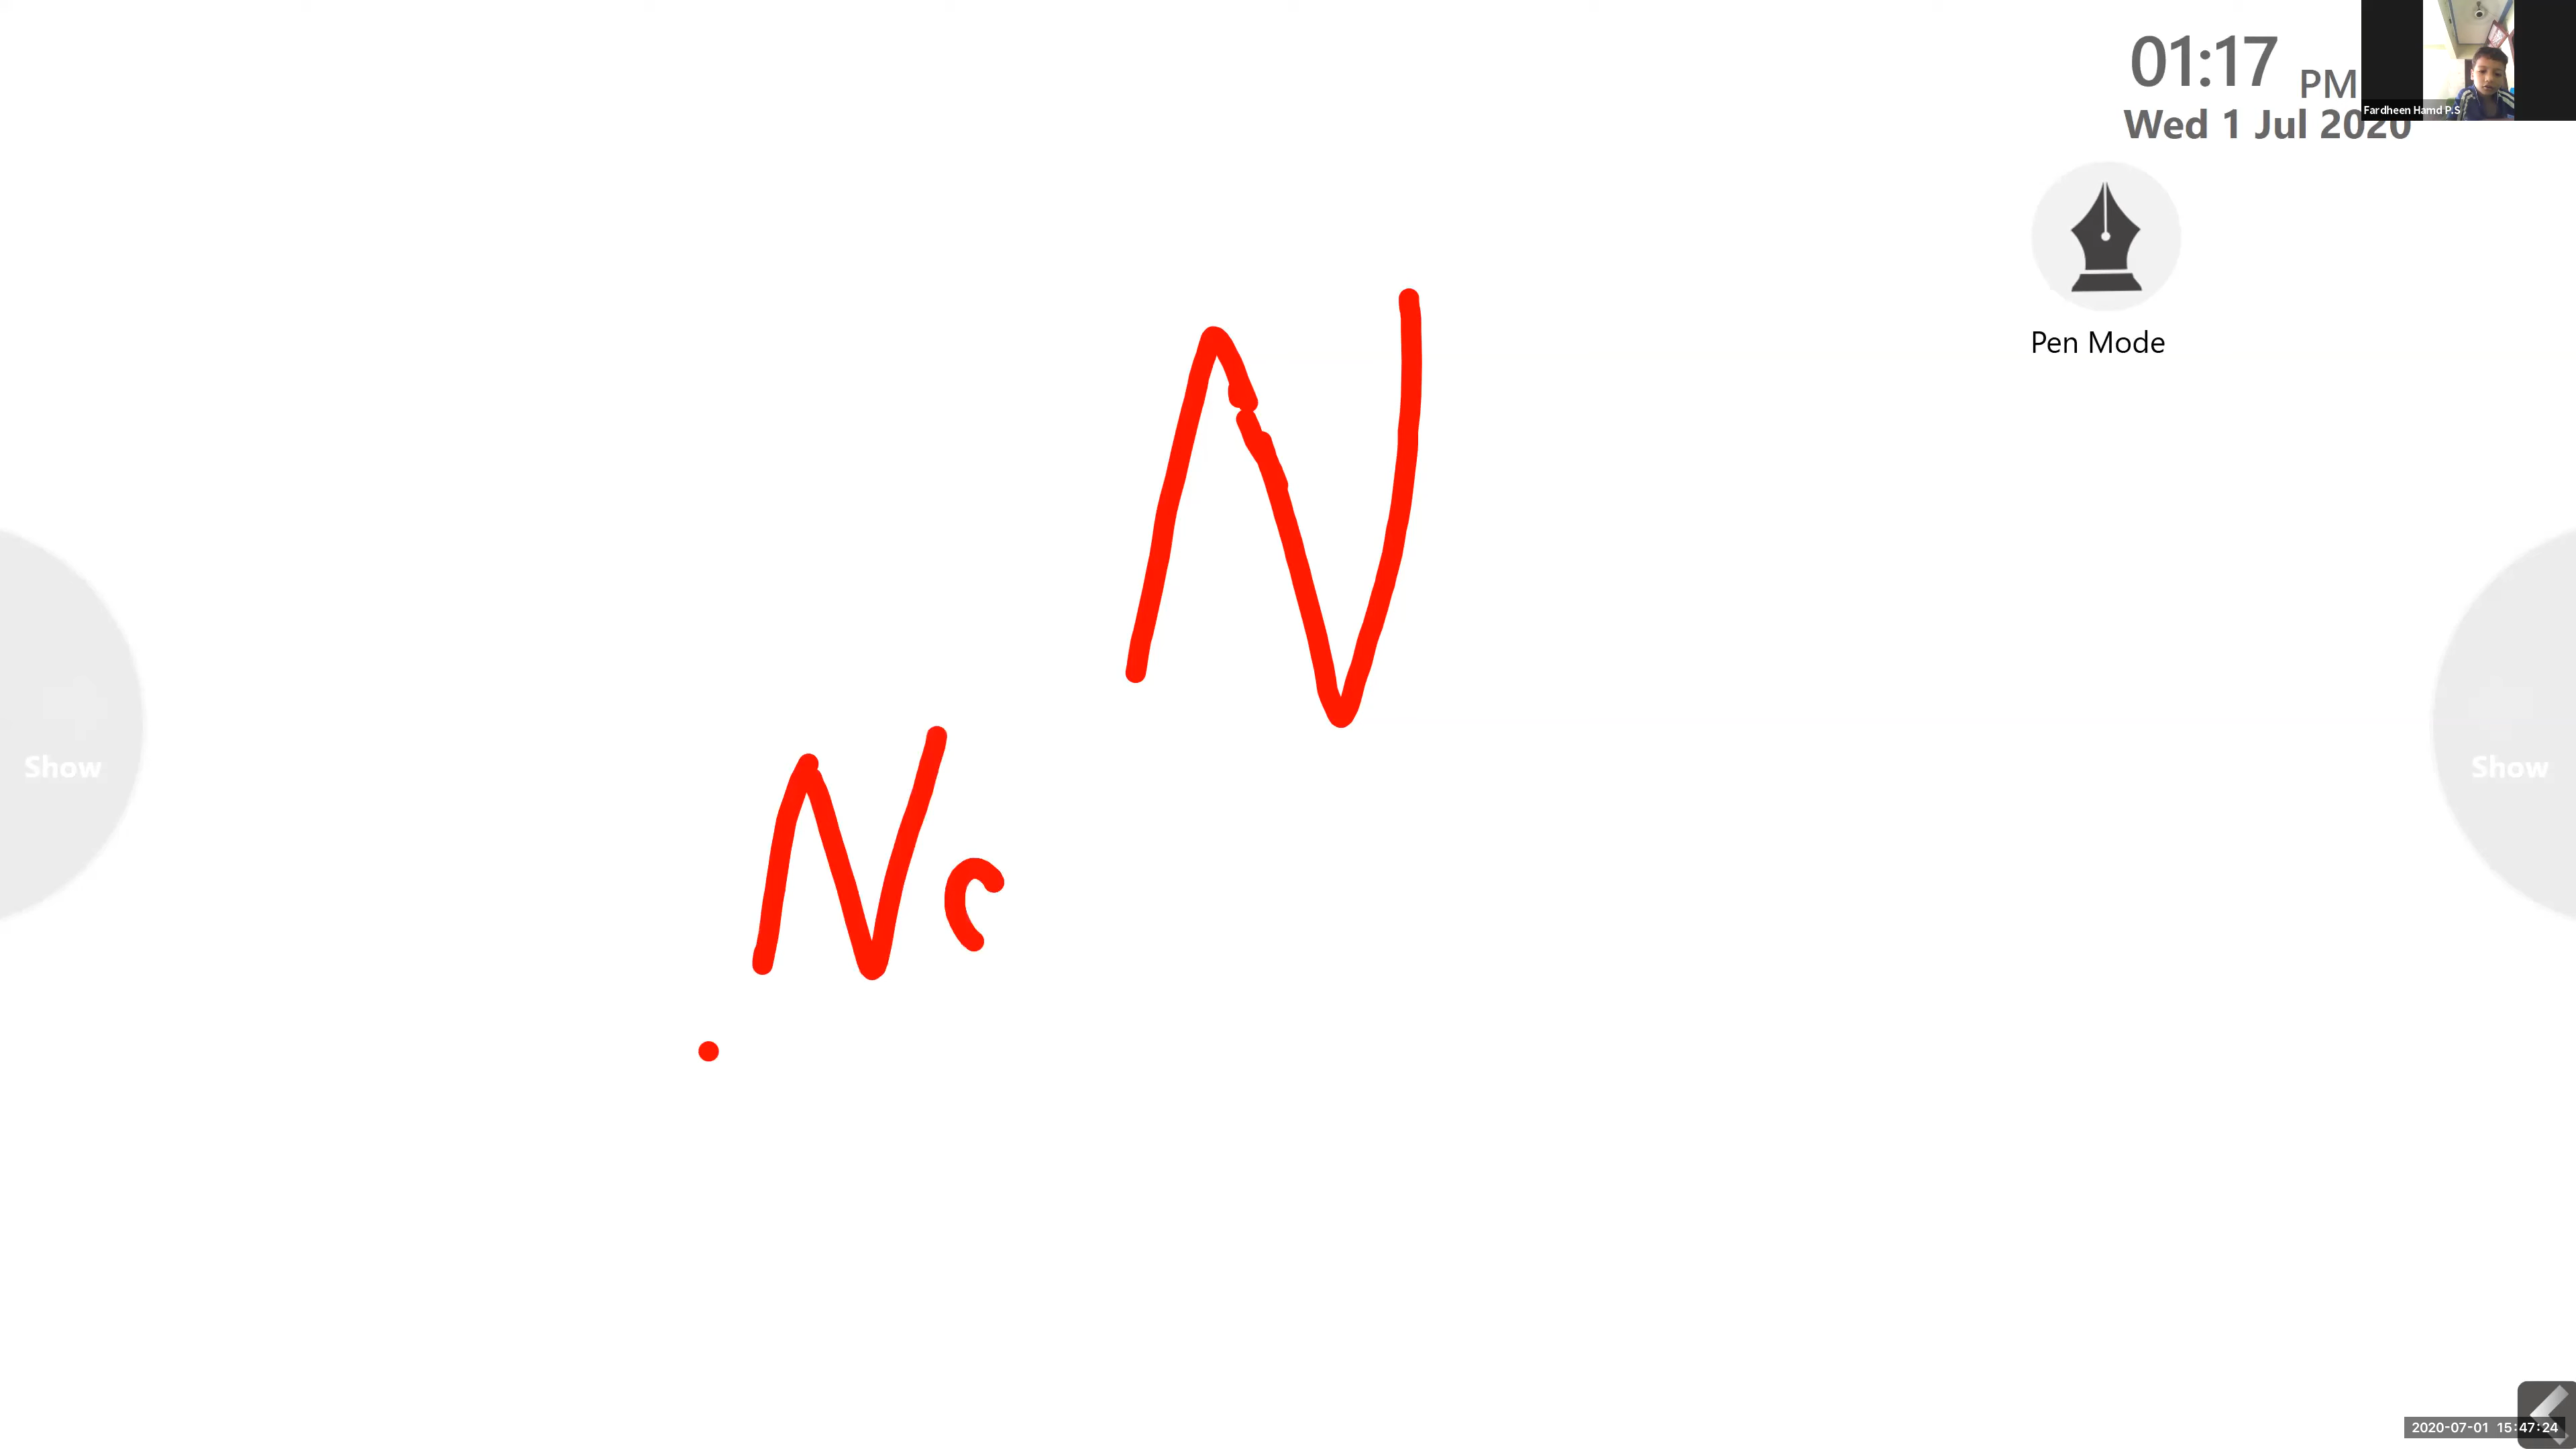 01:17 PM
Wed 1 Jul 2020
Fardheen Hamd P.S
Pen Mode
N
Show
Show
N
2020-07-01 15:47:24